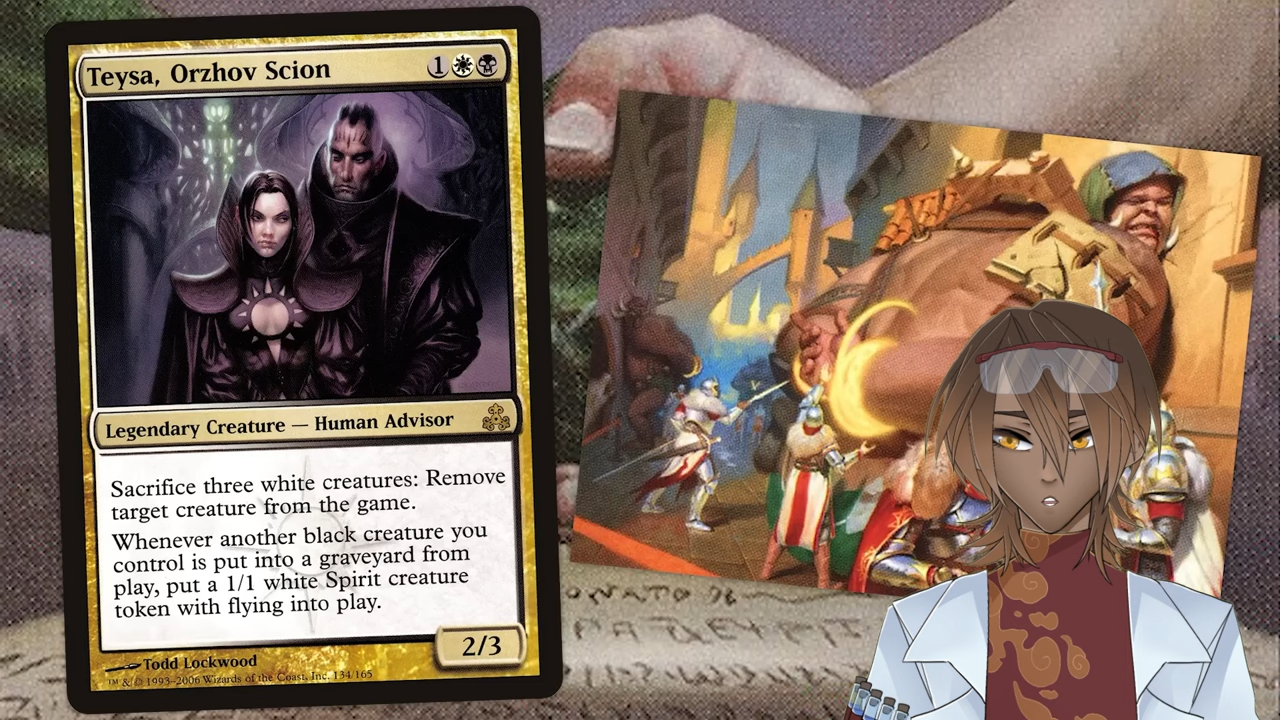 Teysa, Orzhov Scion 1
Legendary Creature — Human Advisor
Sacrifice three white creatures: Remove
target creature from the game.
Whenever another black creature you
control is put into a graveyard from
play, put a 1/1 white Spirit creature
token with flying into play.
2/3
Todd Lockwood
™ & © 1993–2006 Wizards of the Coast, Inc. 134/165